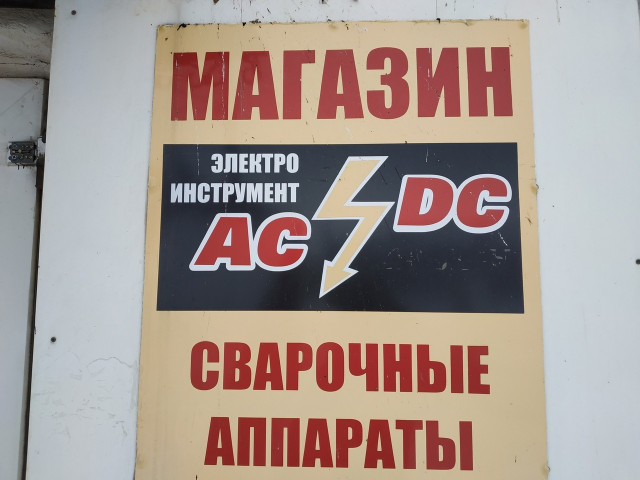 МАГАЗИН
ЭЛЕКТРО
ИНСТРУМЕНТ
AC DC
СВАРОЧНЫЕ
АППАРАТЫ